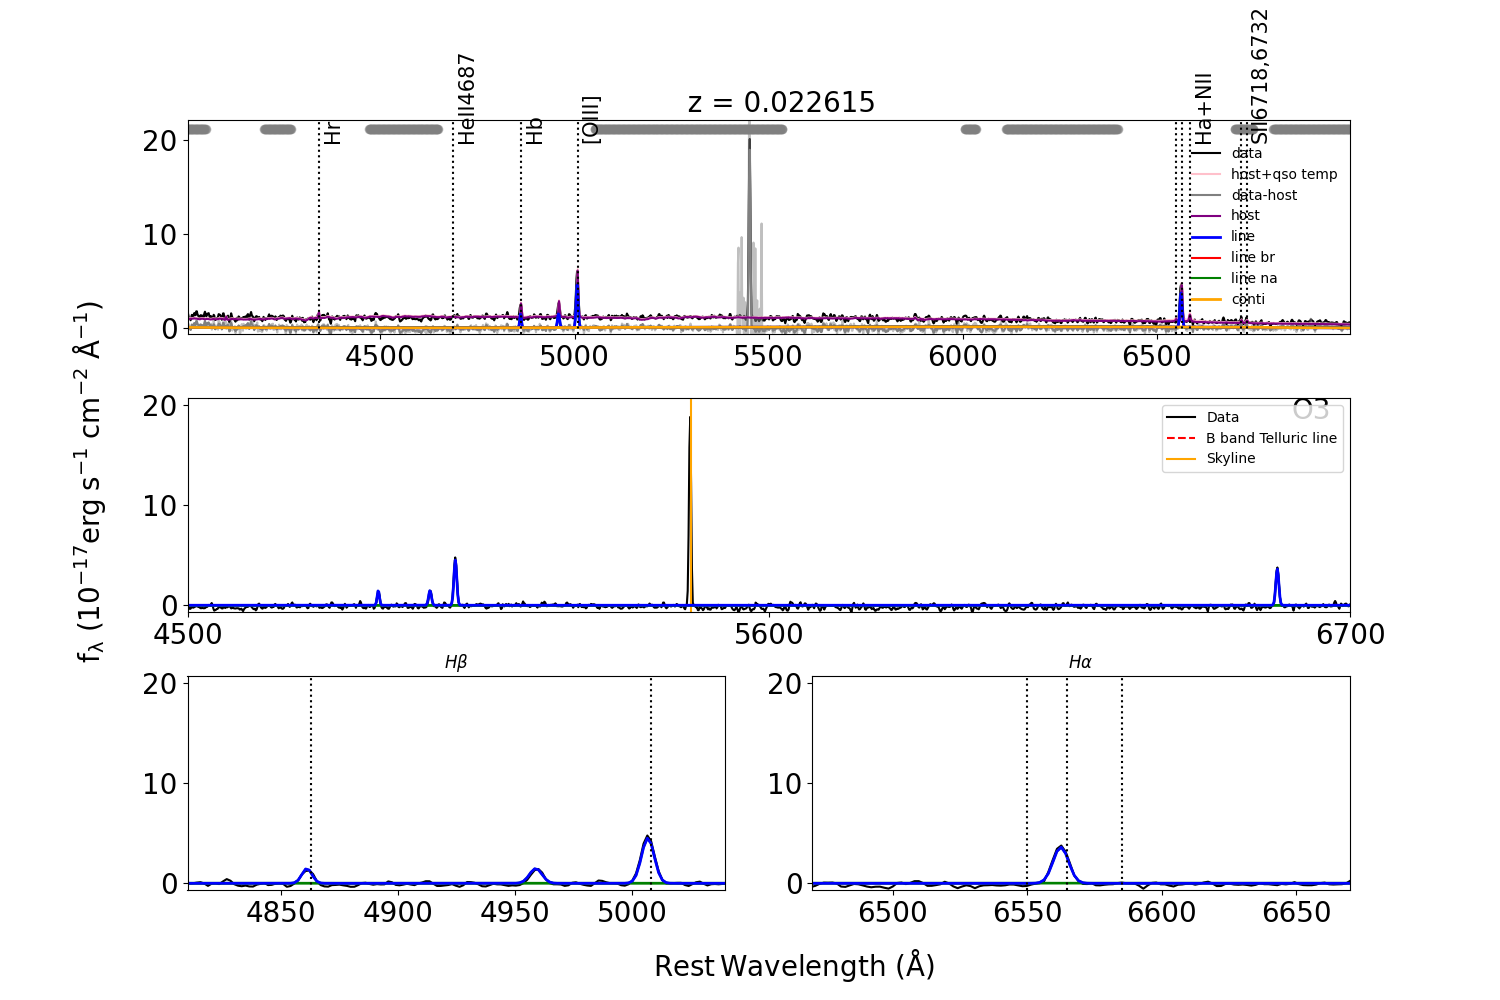 z = 0.022615
Hr
HeII4687
Hb
[OIII]
Ha+NII
SII6718,6732
20
10
0
data
host+qso temp
data-host
host
line
line br
line na
conti
4500 5000 5500 6000 6500
fλ (10⁻¹⁷erg s⁻¹ cm⁻² Å⁻¹)
O3
20
10
0
Data
B band Telluric line
Skyline
4500 5600 6700
Hβ
20
10
0
4850 4900 4950 5000
Hα
20
10
0
6500 6550 6600 6650
Rest Wavelength (Å)